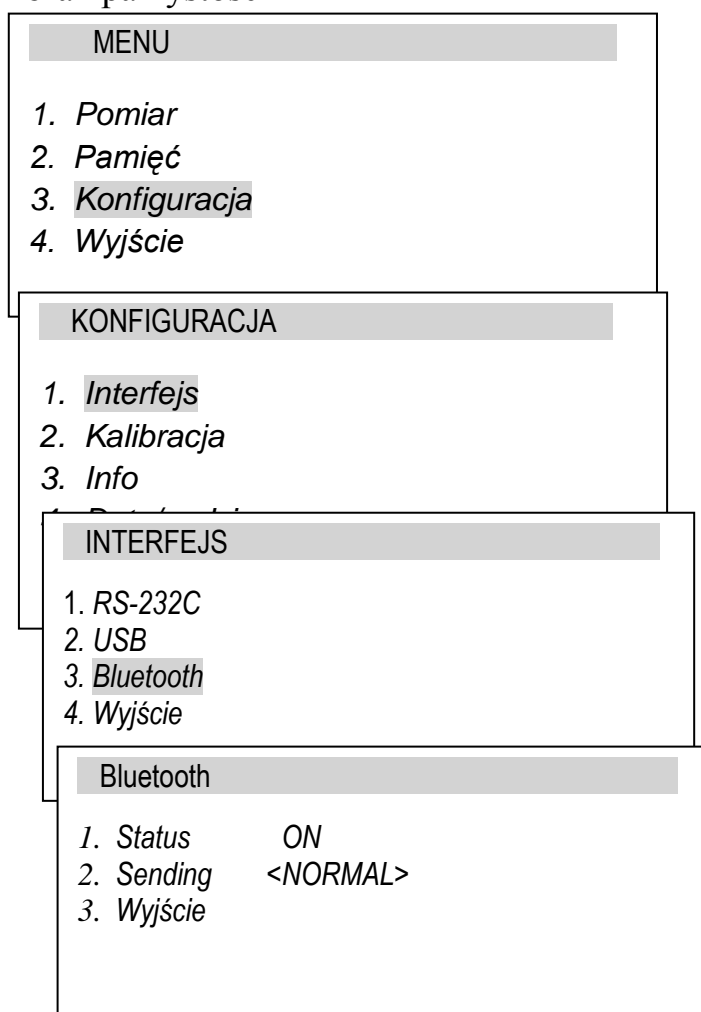 MENU
1. Pomiar
2. Pamięć
3. Konfiguracja
4. Wyjście
KONFIGURACJA
1. Interfejs
2. Kalibracja
3. Info
INTERFEJS
1. RS-232C
2. USB
3. Bluetooth
4. Wyjście
Bluetooth
1. Status ON
2. Sending <NORMAL>
3. Wyjście